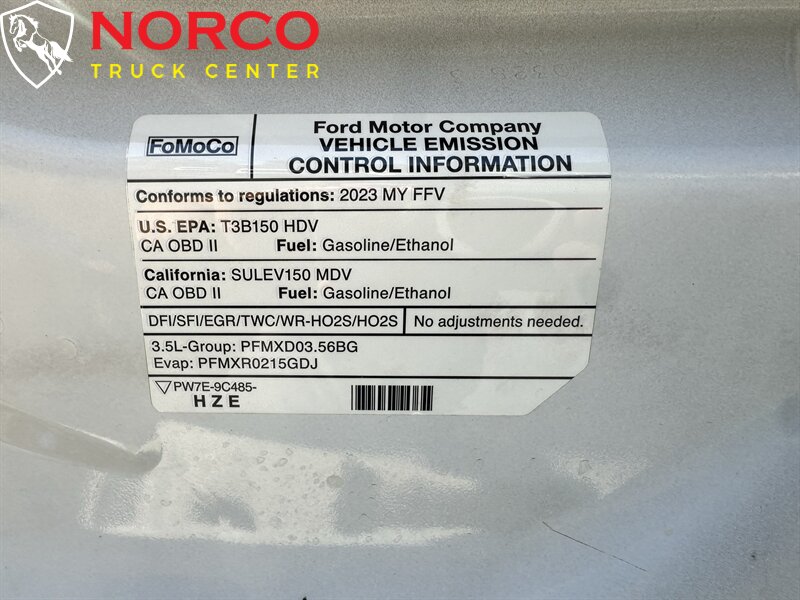 NORCO
TRUCK CENTER
FoMoCo
Ford Motor Company
VEHICLE EMISSION
CONTROL INFORMATION
Conforms to regulations: 2023 MY FFV
U.S. EPA: T3B150 HDV
CA OBD II Fuel: Gasoline/Ethanol
California: SULEV150 MDV
CA OBD II Fuel: Gasoline/Ethanol
DFI/SFI/EGR/TWC/WR-HO2S/HO2S No adjustments needed.
3.5L-Group: PFMXD03.56BG
Evap: PFMXR0215GDJ
PW7E-9C485-
HZE